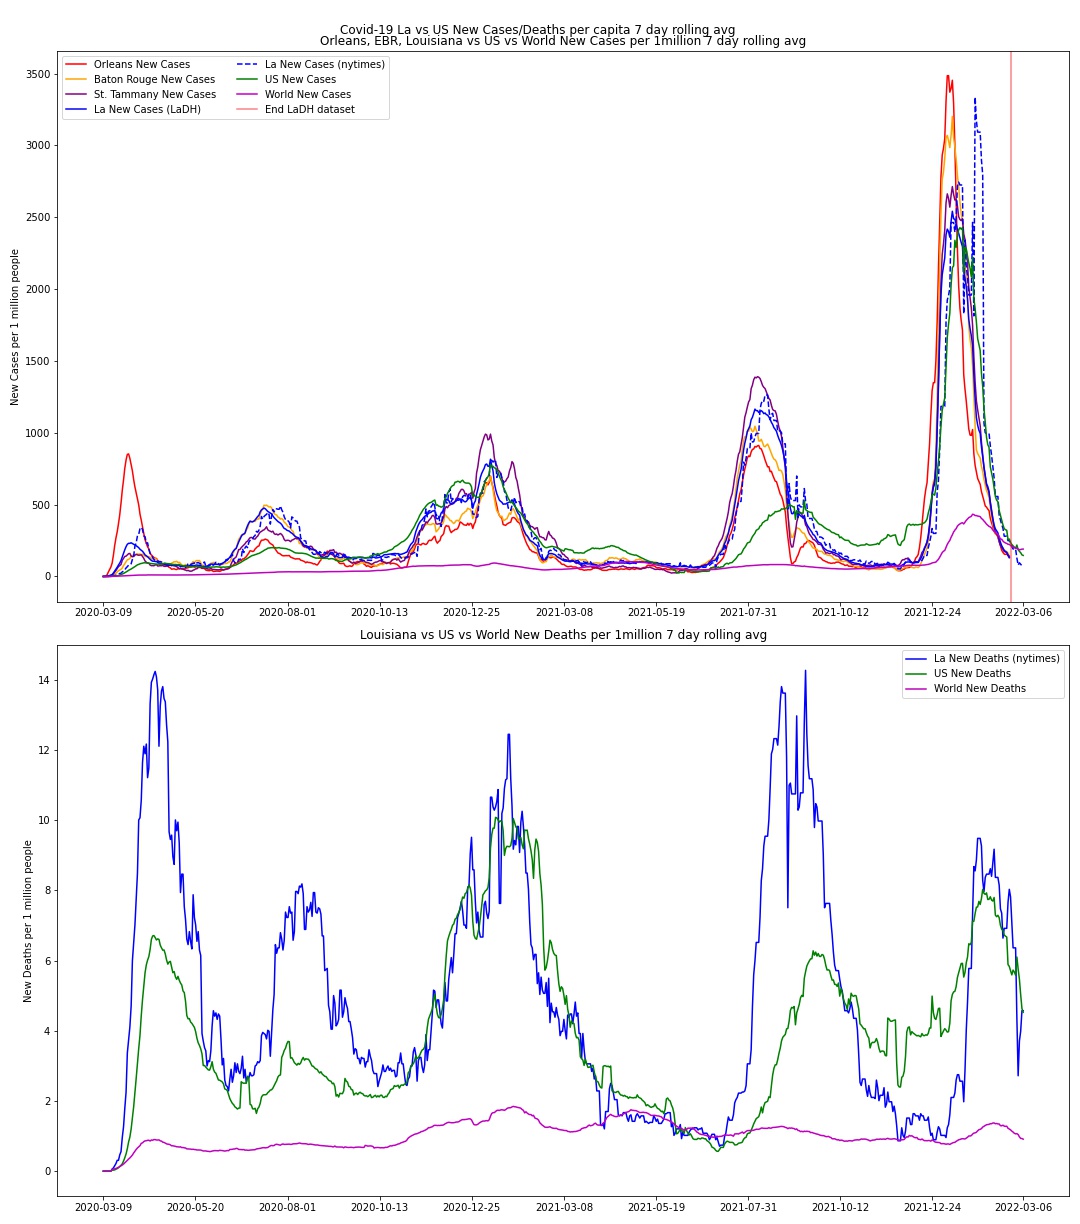 Covid-19 La vs US New Cases/Deaths per capita 7 day rolling avg
Orleans, EBR, Louisiana vs US vs World New Cases per 1million 7 day rolling avg
Orleans New Cases
Baton Rouge New Cases
St. Tammany New Cases
La New Cases (LaDH)
La New Cases (nytimes)
US New Cases
World New Cases
End LaDH dataset
New Cases per 1 million people
3500
3000
2500
2000
1500
1000
500
0
2020-03-09 2020-05-20 2020-08-01 2020-10-13 2020-12-25 2021-03-08 2021-05-19 2021-07-31 2021-10-12 2021-12-24 2022-03-06
Louisiana vs US vs World New Deaths per 1million 7 day rolling avg
La New Deaths (nytimes)
US New Deaths
World New Deaths
New Deaths per 1 million people
14
12
10
8
6
4
2
0
2020-03-09 2020-05-20 2020-08-01 2020-10-13 2020-12-25 2021-03-08 2021-05-19 2021-07-31 2021-10-12 2021-12-24 2022-03-06